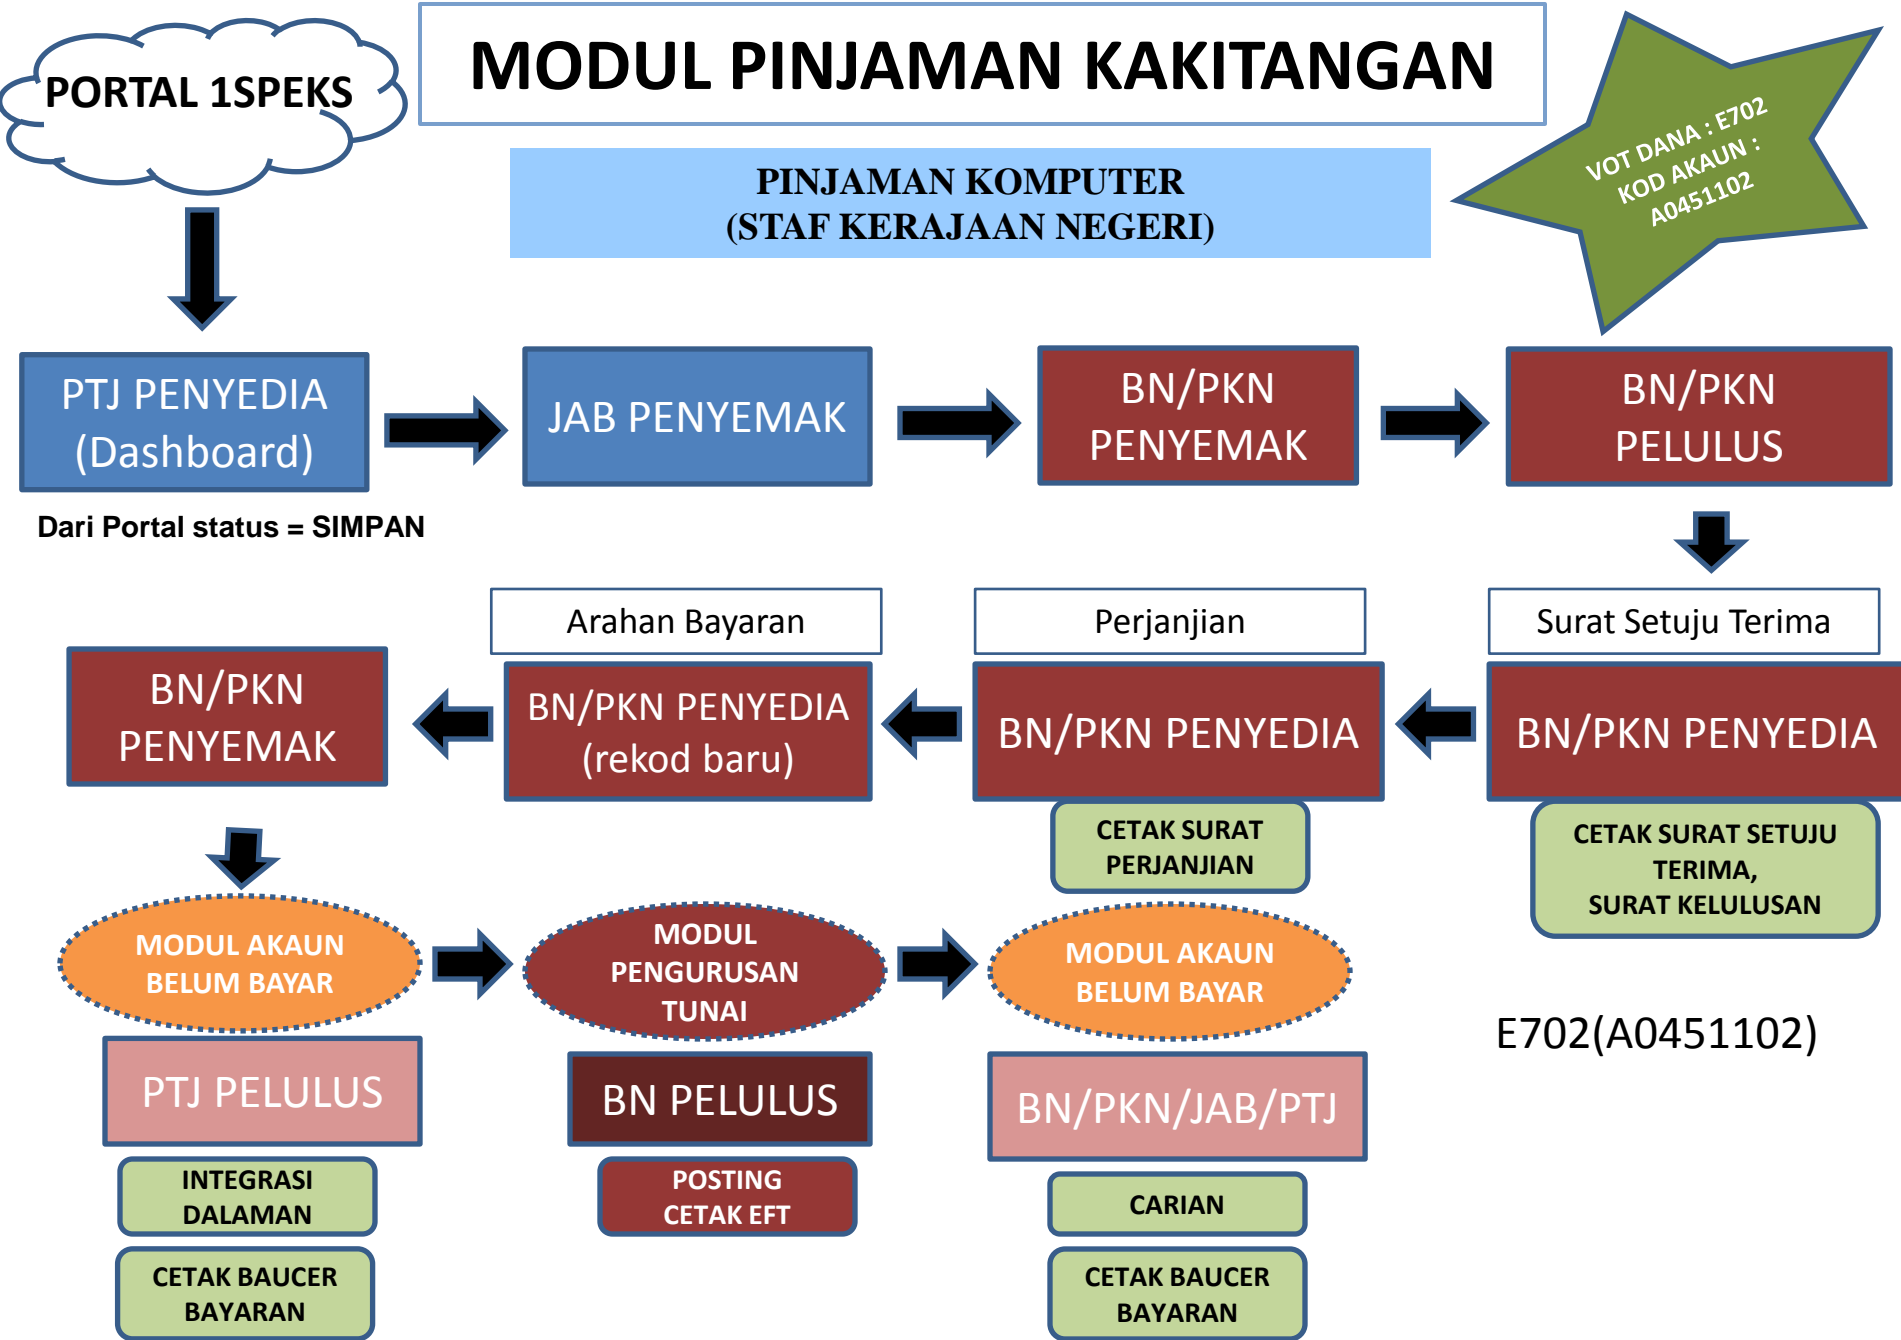 PORTAL 1SPEKS
MODUL PINJAMAN KAKITANGAN
PINJAMAN KOMPUTER
(STAF KERAJAAN NEGERI)
VOT DANA : E702
KOD AKAUN :
A0451102
PTJ PENYEDIA
(Dashboard)
JAB PENYEMAK
BN/PKN
PENYEMAK
BN/PKN
PELULUS
Dari Portal status = SIMPAN
Surat Setuju Terima
BN/PKN PENYEDIA
CETAK SURAT SETUJU
TERIMA,
SURAT KELULUSAN
Perjanjian
BN/PKN PENYEDIA
CETAK SURAT
PERJANJIAN
Arahan Bayaran
BN/PKN PENYEDIA
(rekod baru)
BN/PKN
PENYEMAK
MODUL AKAUN
BELUM BAYAR
PTJ PELULUS
INTEGRASI
DALAMAN
CETAK BAUCER
BAYARAN
MODUL
PENGURUSAN
TUNAI
BN PELULUS
POSTING
CETAK EFT
MODUL AKAUN
BELUM BAYAR
BN/PKN/JAB/PTJ
CARIAN
CETAK BAUCER
BAYARAN
E702(A0451102)